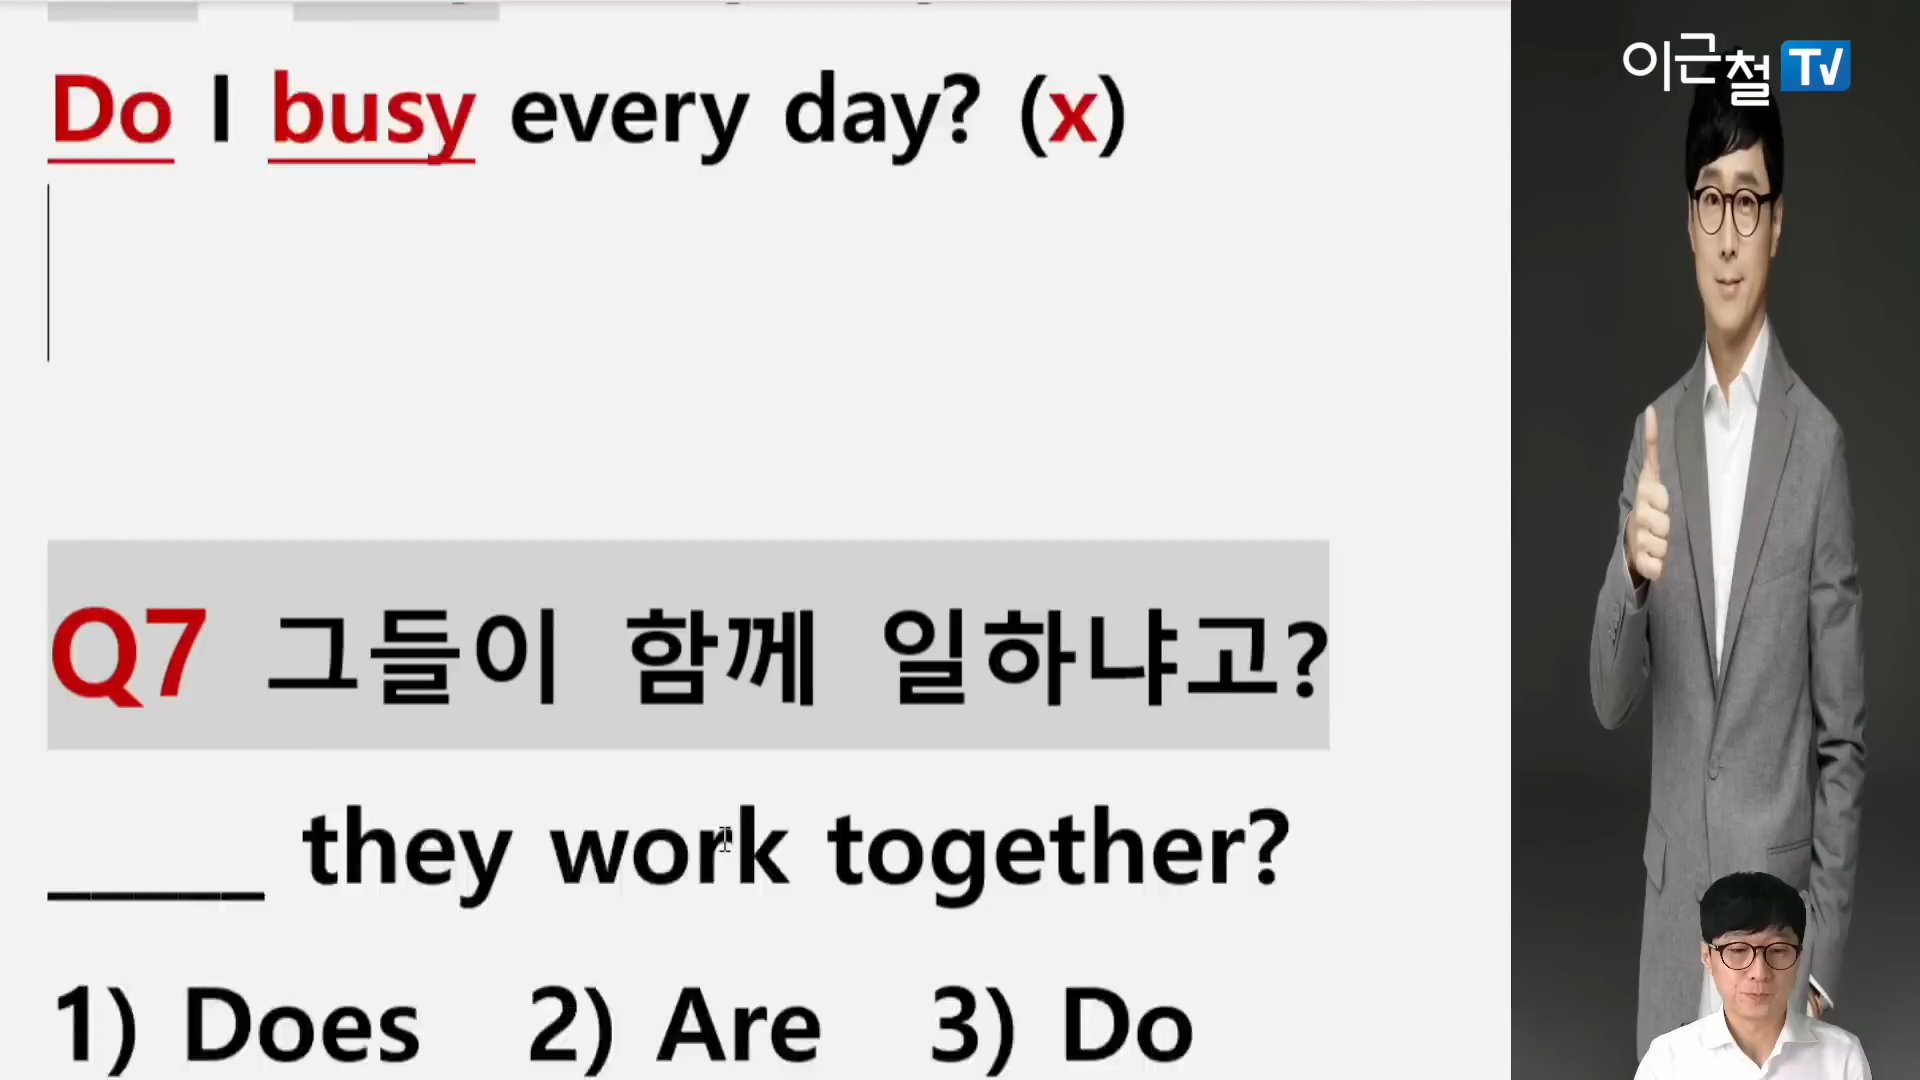 Do I busy every day? (x)
이근철 TV
Q7 그들이 함께 일하냐고?
_____ they work together?
1) Does 2) Are 3) Do